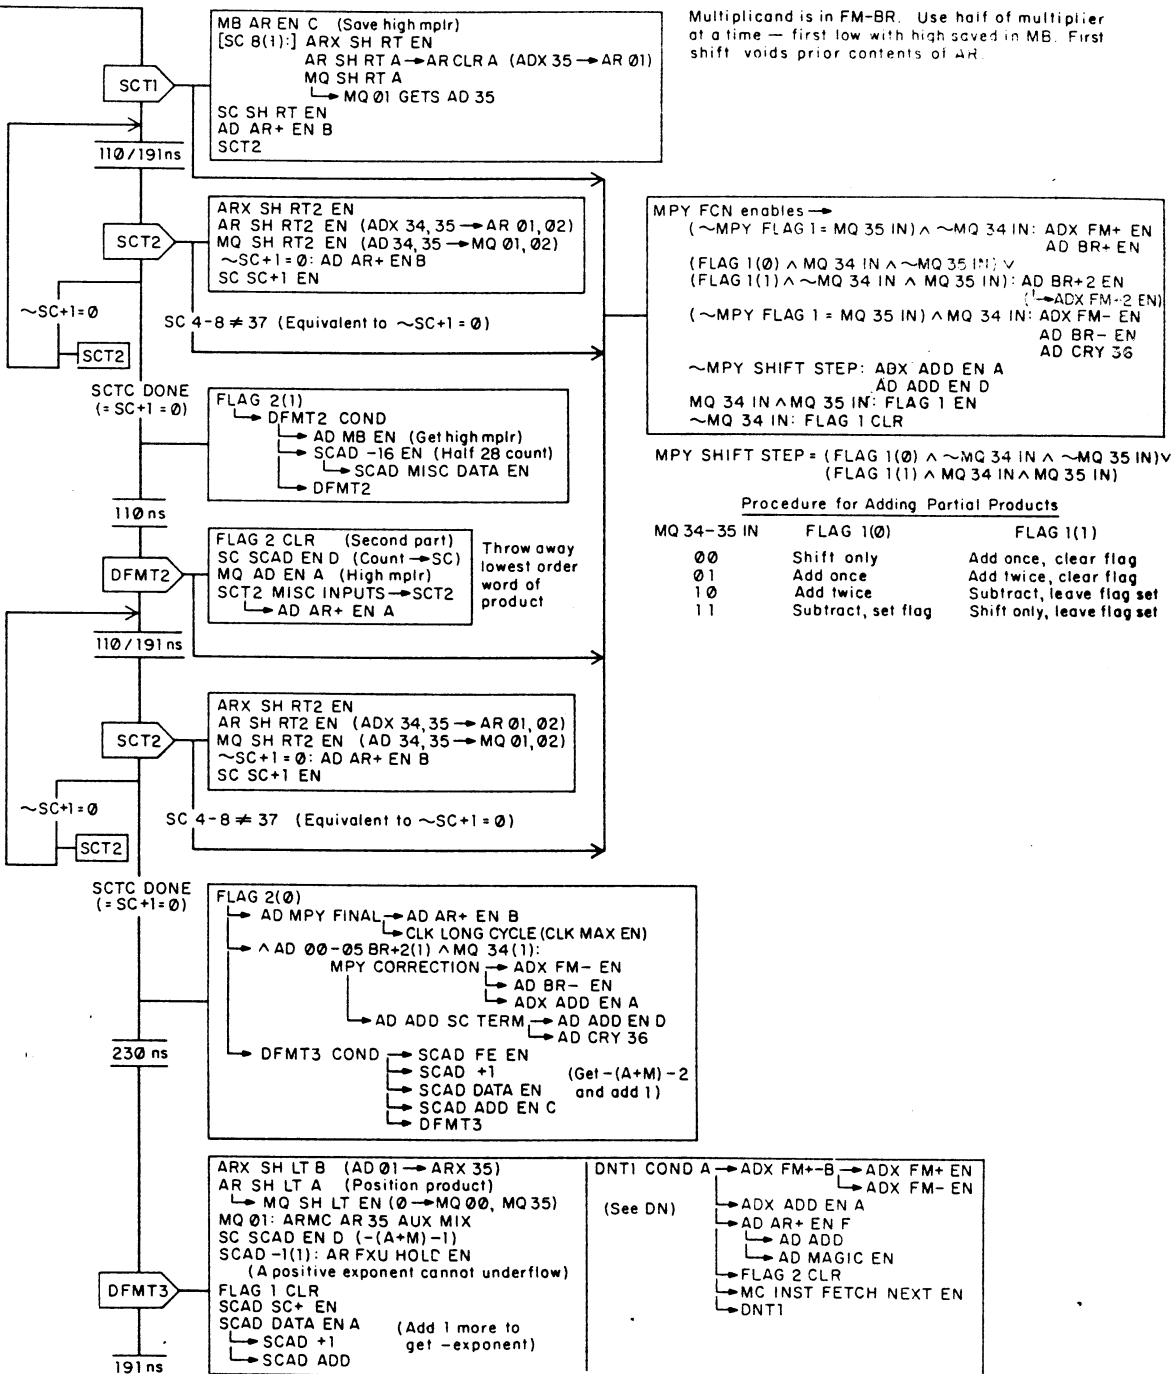 MB AR EN C (Save high mplr)
[SC 8(1):] ARX SH RT EN
AR SH RT A → AR CLR A (ADX 35 → AR 01)
MQ SH RT A
↳ MQ 01 GETS AD 35
SC SH RT EN
AD AR+ EN B
SCT2
Multiplicand is in FM-BR. Use half of multiplier
at a time — first low with high saved in MB. First
shift voids prior contents of AR.
SCT1
110/191ns
ARX SH RT2 EN
AR SH RT2 EN (ADX 34,35 → AR 01,02)
MQ SH RT2 EN (AD 34,35 → MQ 01,02)
~SC+1=0: AD AR+ EN B
SC SC+1 EN
SCT2
~SC+1=0
SCT2
SC 4-8 ≠ 37 (Equivalent to ~SC+1=0)
MPY FCN enables →
(~MPY FLAG 1 = MQ 35 IN) ∧ ~MQ 34 IN: ADX FM+ EN
AD BR+ EN
(FLAG 1(0) ∧ MQ 34 IN ∧ ~MQ 35 IN) ∨
(FLAG 1(1) ∧ ~MQ 34 IN ∧ MQ 35 IN): AD BR+2 EN
(↳ADX FM+2 EN)
(~MPY FLAG 1 = MQ 35 IN) ∧ MQ 34 IN: ADX FM- EN
AD BR- EN
AD CRY 36
~MPY SHIFT STEP: ADX ADD EN A
AD ADD EN D
MQ 34 IN ∧ MQ 35 IN: FLAG 1 EN
~MQ 34 IN: FLAG 1 CLR
MPY SHIFT STEP = (FLAG 1(0) ∧ ~MQ 34 IN ∧ ~MQ 35 IN) ∨
(FLAG 1(1) ∧ MQ 34 IN ∧ MQ 35 IN)
Procedure for Adding Partial Products
MQ 34-35 IN FLAG 1(0) FLAG 1(1)
00 Shift only Add once, clear flag
01 Add once Add twice, clear flag
10 Add twice Subtract, leave flag set
11 Subtract, set flag Shift only, leave flag set
SCTC DONE
(= SC+1=0)
FLAG 2(1)
↳ DFMT2 COND
→ AD MB EN (Get high mplr)
→ SCAD -16 EN (Half 28 count)
↳ SCAD MISC DATA EN
→ DFMT2
110 ns
DFMT2
FLAG 2 CLR (Second part)
SC SCAD EN D (Count → SC)
MQ AD EN A (High mplr)
SCT2 MISC INPUTS → SCT2
↳ AD AR+ EN A
Throw away
lowest order
word of
product
110/191ns
SCT2
ARX SH RT2 EN
AR SH RT2 EN (ADX 34,35 → AR 01,02)
MQ SH RT2 EN (AD 34,35 → MQ 01,02)
~SC+1=0: AD AR+ EN B
SC SC+1 EN
~SC+1=0
SCT2
SC 4-8 ≠ 37 (Equivalent to ~SC+1=0)
SCTC DONE
(= SC+1=0)
FLAG 2(0)
→ AD MPY FINAL → AD AR+ EN B
↳ CLK LONG CYCLE (CLK MAX EN)
→ ∧ AD 00-05 BR+2(1) ∧ MQ 34(1):
MPY CORRECTION → ADX FM- EN
→ AD BR- EN
→ ADX ADD EN A
→ AD ADD SC TERM → AD ADD EN D
↳ AD CRY 36
→ DFMT3 COND → SCAD FE EN
→ SCAD +1 (Get -(A+M)-2
→ SCAD DATA EN and add 1)
→ SCAD ADD EN C
→ DFMT3
230 ns
DFMT3
ARX SH LT B (AD 01 → ARX 35)
AR SH LT A (Position product)
↳ MQ SH LT EN (0 → MQ 00, MQ 35)
MQ 01: ARMC AR 35 AUX MIX
SC SCAD EN D (-(A+M)-1)
SCAD -1(1): AR FXU HOLD EN
(A positive exponent cannot underflow)
FLAG 1 CLR
SCAD SC+ EN
SCAD DATA EN A (Add 1 more to
→ SCAD +1 get -exponent)
→ SCAD ADD
DNT1 COND A → ADX FM+-B → ADX FM+ EN
↳ ADX FM- EN
(See DN)
→ ADX ADD EN A
→ AD AR+ EN F
→ AD ADD
→ AD MAGIC EN
→ FLAG 2 CLR
→ MC INST FETCH NEXT EN
→ DNT1
191 ns